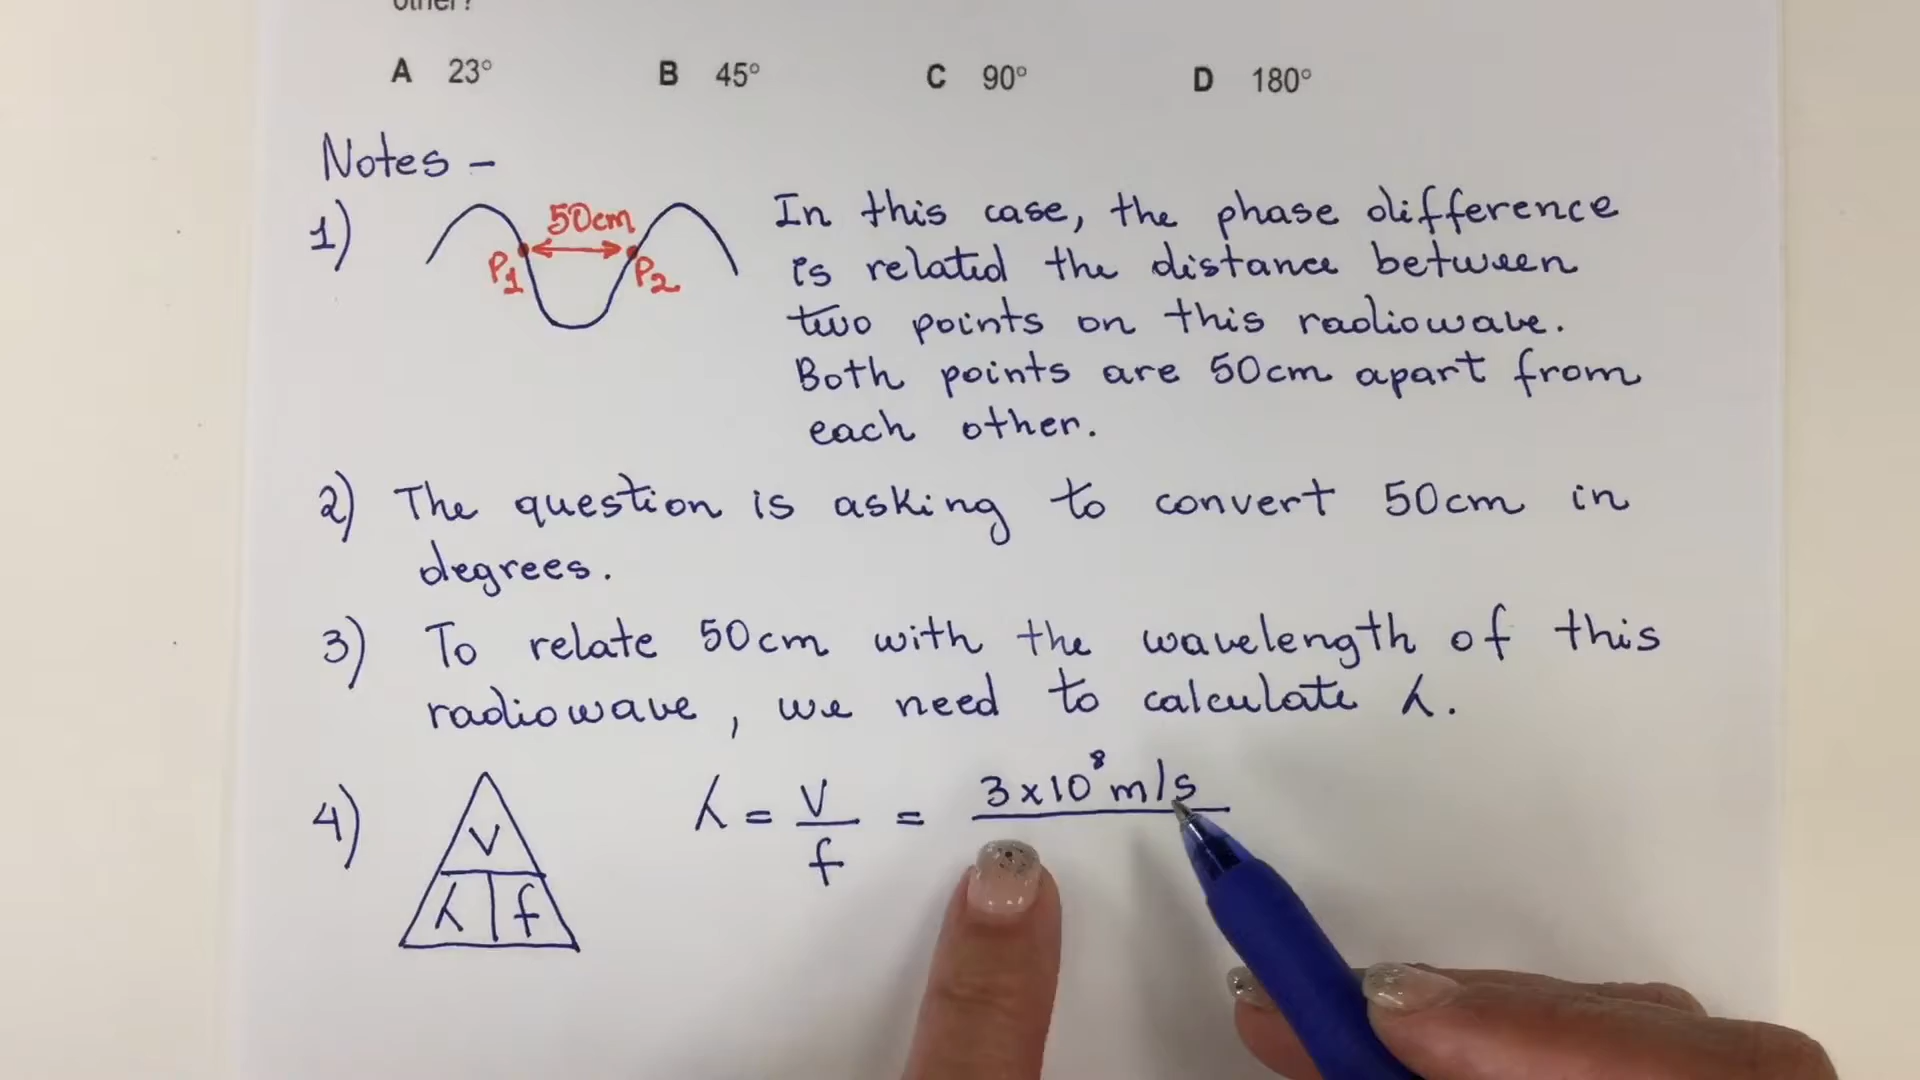 other?
A 23° B 45° C 90° D 180°
Notes -
1) 50cm In this case, the phase difference
P1 P2 is related the distance between
two points on this radiowave.
Both points are 50cm apart from
each other.
2) The question is asking to convert 50cm in
degrees.
3) To relate 50cm with the wavelength of this
radiowave, we need to calculate λ.
4) V λ f λ = V/f = 3x10⁸ m/s